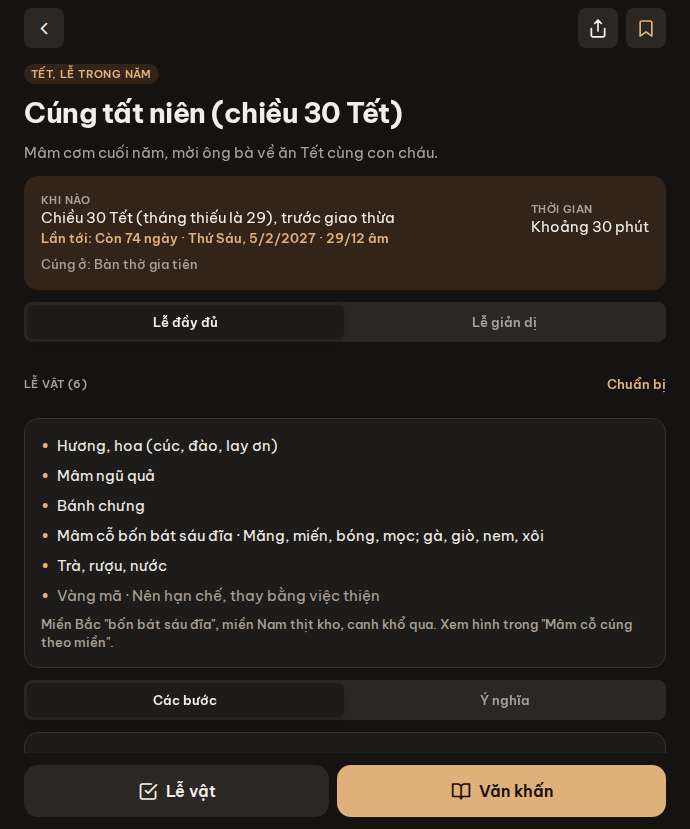 TẾT, LỄ TRONG NĂM
Cúng tất niên (chiều 30 Tết)
Mâm cơm cuối năm, mời ông bà về ăn Tết cùng con cháu.
KHI NÀO
Chiều 30 Tết (tháng thiếu là 29), trước giao thừa
Lần tới: Còn 74 ngày · Thứ Sáu, 5/2/2027 · 29/12 âm
Cúng ở: Bàn thờ gia tiên
THỜI GIAN
Khoảng 30 phút
Lễ đầy đủ
Lễ giản dị
LỄ VẬT (6)
Chuẩn bị
• Hương, hoa (cúc, đào, lay ơn)
• Mâm ngũ quả
• Bánh chưng
• Mâm cỗ bốn bát sáu đĩa · Măng, miến, bóng, mọc; gà, giò, nem, xôi
• Trà, rượu, nước
• Vàng mã · Nên hạn chế, thay bằng việc thiện
Miền Bắc "bốn bát sáu đĩa", miền Nam thịt kho, canh khổ qua. Xem hình trong "Mâm cỗ cúng
theo miền".
Các bước
Ý nghĩa
Lễ vật
Văn khấn